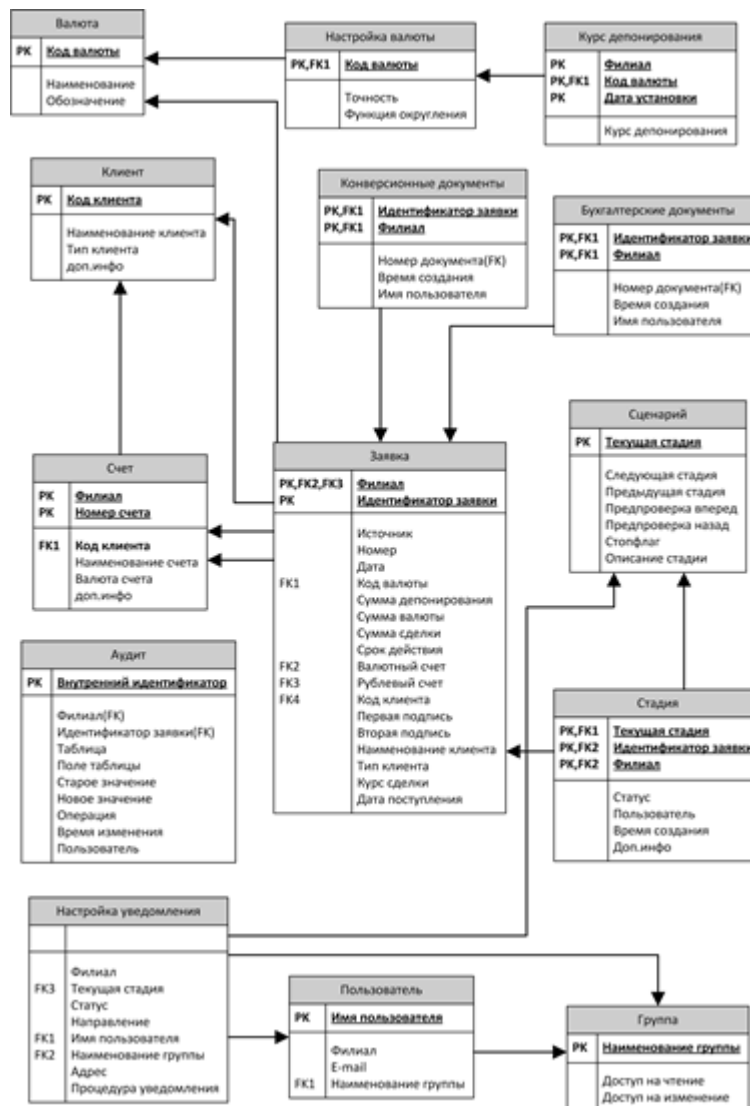 Валюта
PK Код валюты
Наименование
Обозначение
Настройка валюты
PK,FK1 Код валюты
Точность
Функция округления
Курс депонирования
PK Филиал
PK,FK1 Код валюты
PK Дата установки
Курс депонирования
Клиент
PK Код клиента
Наименование клиента
Тип клиента
доп.инфо
Конверсионные документы
PK,FK1 Идентификатор заявки
PK,FK1 Филиал
Номер документа(FK)
Время создания
Имя пользователя
Бухгалтерские документы
PK,FK1 Идентификатор заявки
PK,FK1 Филиал
Номер документа(FK)
Время создания
Имя пользователя
Счет
PK Филиал
PK Номер счета
FK1 Код клиента
Наименование счета
Валюта счета
доп.инфо
Заявка
PK,FK2,FK3 Филиал
PK Идентификатор заявки
Источник
Номер
Дата
FK1 Код валюты
Сумма депонирования
Сумма валюты
Сумма сделки
Срок действия
FK2 Валютный счет
FK3 Рублевый счет
FK4 Код клиента
Первая подпись
Вторая подпись
Наименование клиента
Тип клиента
Курс сделки
Дата поступления
Сценарий
PK Текущая стадия
Следующая стадия
Предыдущая стадия
Предпроверка вперед
Предпроверка назад
Стопфлаг
Описание стадии
Аудит
PK Внутренний идентификатор
Филиал(FK)
Идентификатор заявки(FK)
Таблица
Поле таблицы
Старое значение
Новое значение
Операция
Время изменения
Пользователь
Стадия
PK,FK1 Текущая стадия
PK,FK2 Идентификатор заявки
PK,FK2 Филиал
Статус
Пользователь
Время создания
Доп.инфо
Настройка уведомления
Филиал
FK3 Текущая стадия
Статус
Направление
FK1 Имя пользователя
FK2 Наименование группы
Адрес
Процедура уведомления
Пользователь
PK Имя пользователя
Филиал
E-mail
FK1 Наименование группы
Группа
PK Наименование группы
Доступ на чтение
Доступ на изменение